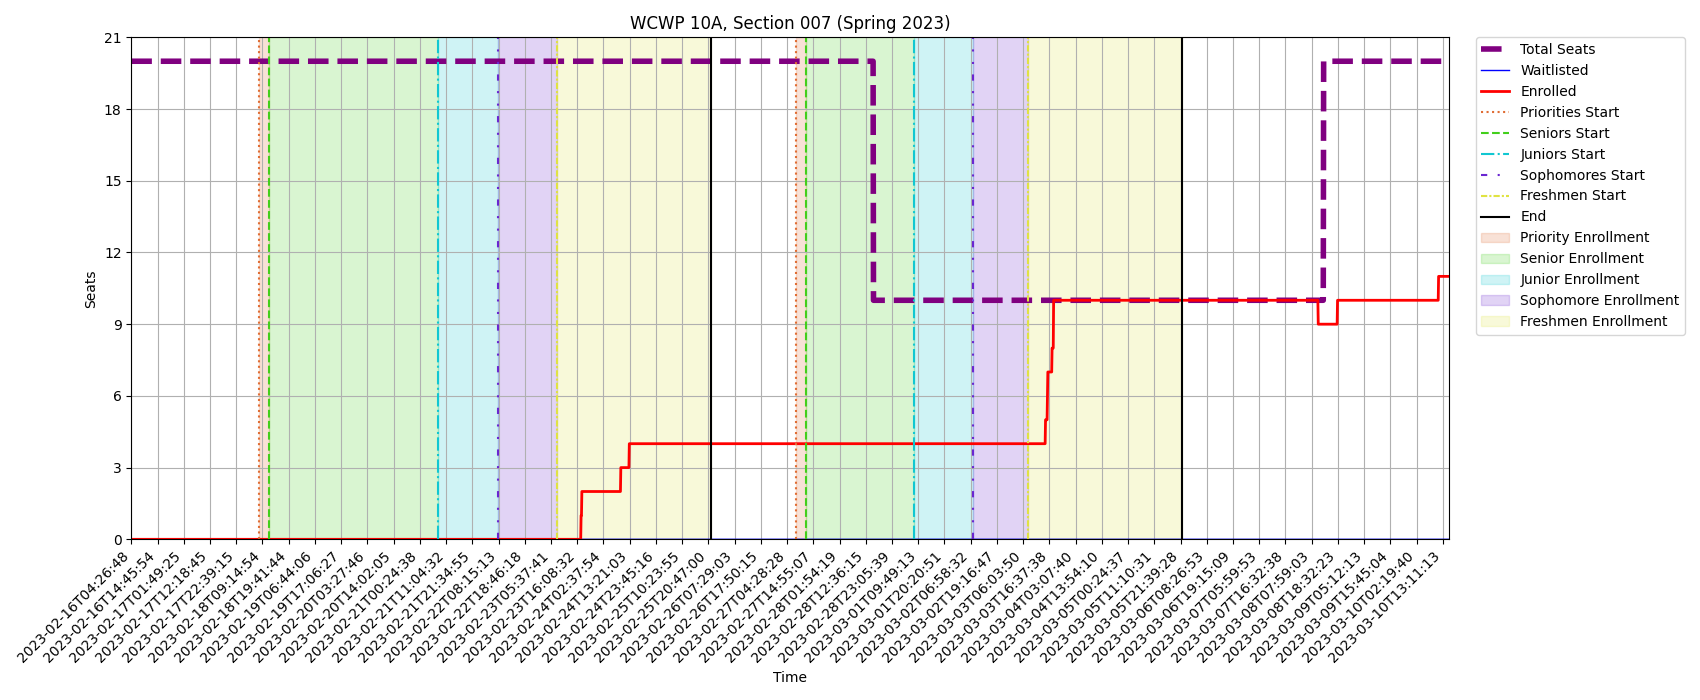 WCWP 10A, Section 007 (Spring 2023)
21
18
15
12
9
6
3
0
Seats
2023-02-16T04:26:48
2023-02-16T14:45:54
2023-02-17T01:49:25
2023-02-17T12:18:45
2023-02-17T22:39:15
2023-02-18T09:14:54
2023-02-18T19:41:44
2023-02-19T06:44:06
2023-02-19T17:06:27
2023-02-20T03:27:46
2023-02-20T14:02:05
2023-02-21T00:24:38
2023-02-21T11:04:32
2023-02-21T21:34:55
2023-02-22T08:15:13
2023-02-22T18:46:18
2023-02-23T05:37:41
2023-02-23T16:08:32
2023-02-24T02:37:54
2023-02-24T13:21:03
2023-02-24T23:45:16
2023-02-25T10:23:55
2023-02-25T20:47:00
2023-02-26T07:29:03
2023-02-26T17:50:15
2023-02-27T04:28:28
2023-02-27T14:55:07
2023-02-28T01:54:19
2023-02-28T12:36:15
2023-02-28T23:05:39
2023-03-01T09:49:13
2023-03-01T20:20:51
2023-03-02T06:58:32
2023-03-02T19:16:47
2023-03-03T06:03:50
2023-03-03T16:37:38
2023-03-04T03:07:40
2023-03-04T13:54:10
2023-03-05T00:24:37
2023-03-05T11:10:31
2023-03-05T21:39:28
2023-03-06T08:26:53
2023-03-06T19:15:09
2023-03-07T05:59:53
2023-03-07T16:32:38
2023-03-08T07:59:03
2023-03-08T18:32:23
2023-03-09T05:12:13
2023-03-09T15:45:04
2023-03-10T02:19:40
2023-03-10T13:11:13
Time
Total Seats
Waitlisted
Enrolled
Priorities Start
Seniors Start
Juniors Start
Sophomores Start
Freshmen Start
End
Priority Enrollment
Senior Enrollment
Junior Enrollment
Sophomore Enrollment
Freshmen Enrollment